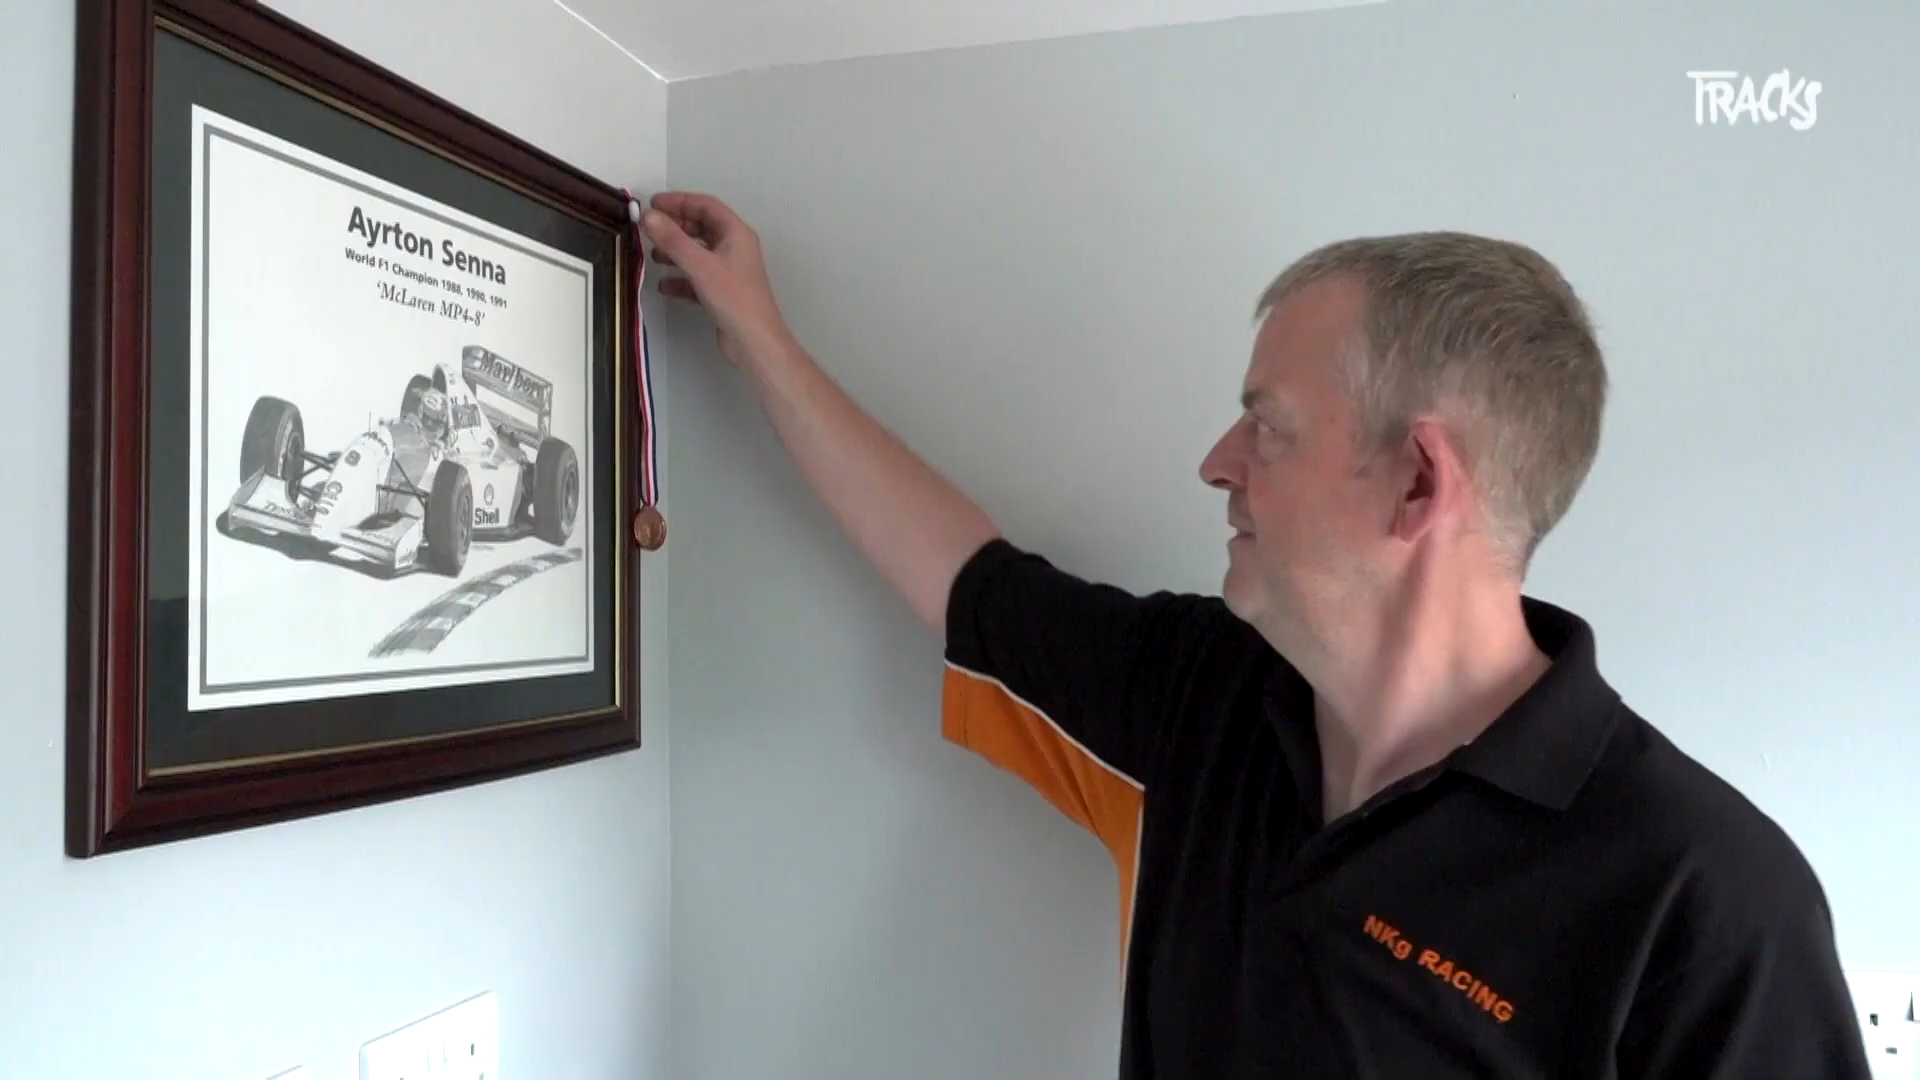 TRACKS
Ayrton Senna
World F1 Champion 1988, 1990, 1991
'McLaren MP4-8'
Marlboro
Shell
NKg RACING